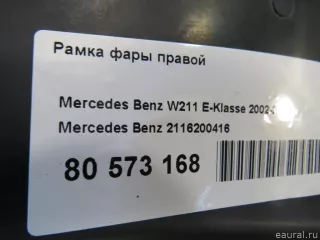 Рамка фары правой
Mercedes Benz W211 E-Klasse 2002-
Mercedes Benz 2116200416
80 573 168
eaural.ru